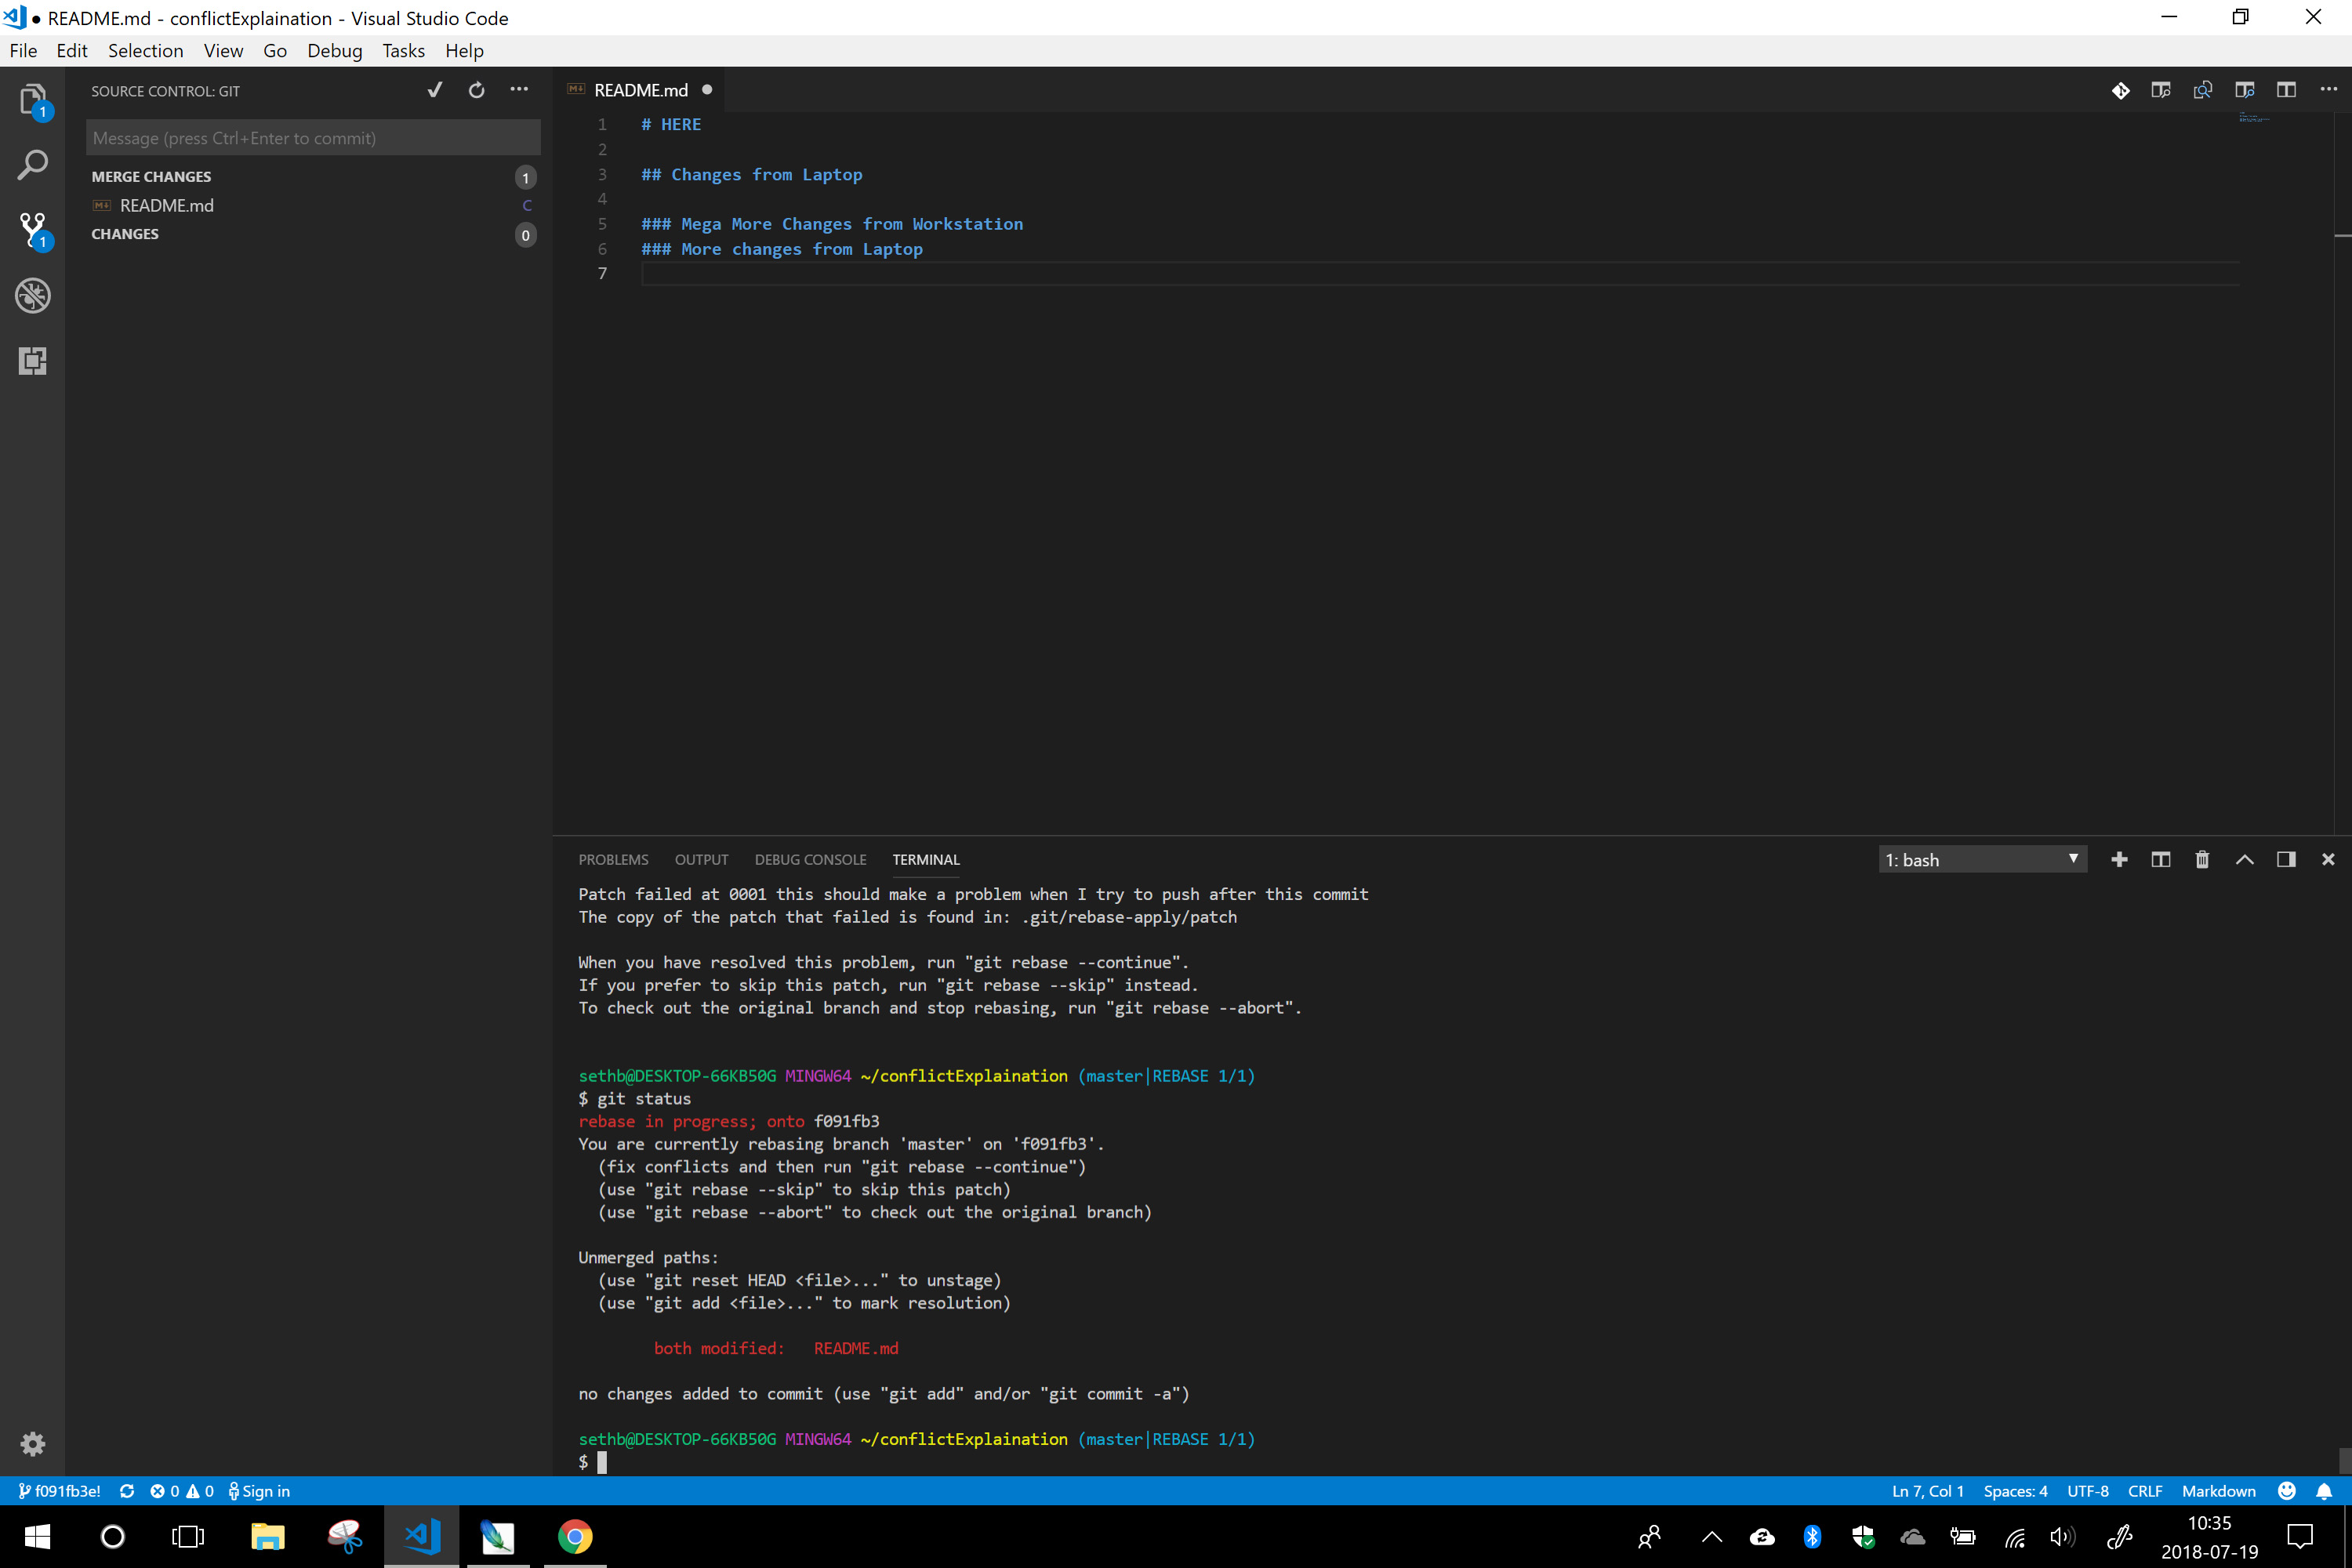 ● README.md - conflictExplaination - Visual Studio Code
File Edit Selection View Go Debug Tasks Help
1
1
SOURCE CONTROL: GIT
Message (press Ctrl+Enter to commit)
MERGE CHANGES 1
M↓ README.md C
CHANGES 0
M↓ README.md ●
1 # HERE
2
3 ## Changes from Laptop
4
5 ### Mega More Changes from Workstation
6 ### More changes from Laptop
7
PROBLEMS OUTPUT DEBUG CONSOLE TERMINAL 1: bash
Patch failed at 0001 this should make a problem when I try to push after this commit
The copy of the patch that failed is found in: .git/rebase-apply/patch
When you have resolved this problem, run "git rebase --continue".
If you prefer to skip this patch, run "git rebase --skip" instead.
To check out the original branch and stop rebasing, run "git rebase --abort".
sethb@DESKTOP-66KB50G MINGW64 ~/conflictExplaination (master|REBASE 1/1)
$ git status
rebase in progress; onto f091fb3
You are currently rebasing branch 'master' on 'f091fb3'.
(fix conflicts and then run "git rebase --continue")
(use "git rebase --skip" to skip this patch)
(use "git rebase --abort" to check out the original branch)
Unmerged paths:
(use "git reset HEAD <file>..." to unstage)
(use "git add <file>..." to mark resolution)
both modified: README.md
no changes added to commit (use "git add" and/or "git commit -a")
sethb@DESKTOP-66KB50G MINGW64 ~/conflictExplaination (master|REBASE 1/1)
$
f091fb3e! 0 0 Sign in Ln 7, Col 1 Spaces: 4 UTF-8 CRLF Markdown
10:35
2018-07-19